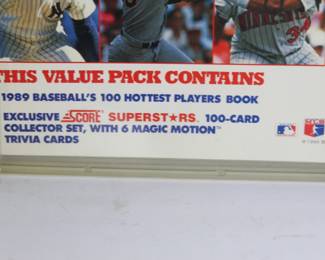 THIS VALUE PACK CONTAINS
1989 BASEBALL'S 100 HOTTEST PLAYERS BOOK
EXCLUSIVE SCORE SUPERST★RS. 100-CARD
COLLECTOR SET, WITH 6 MAGIC MOTION™
TRIVIA CARDS